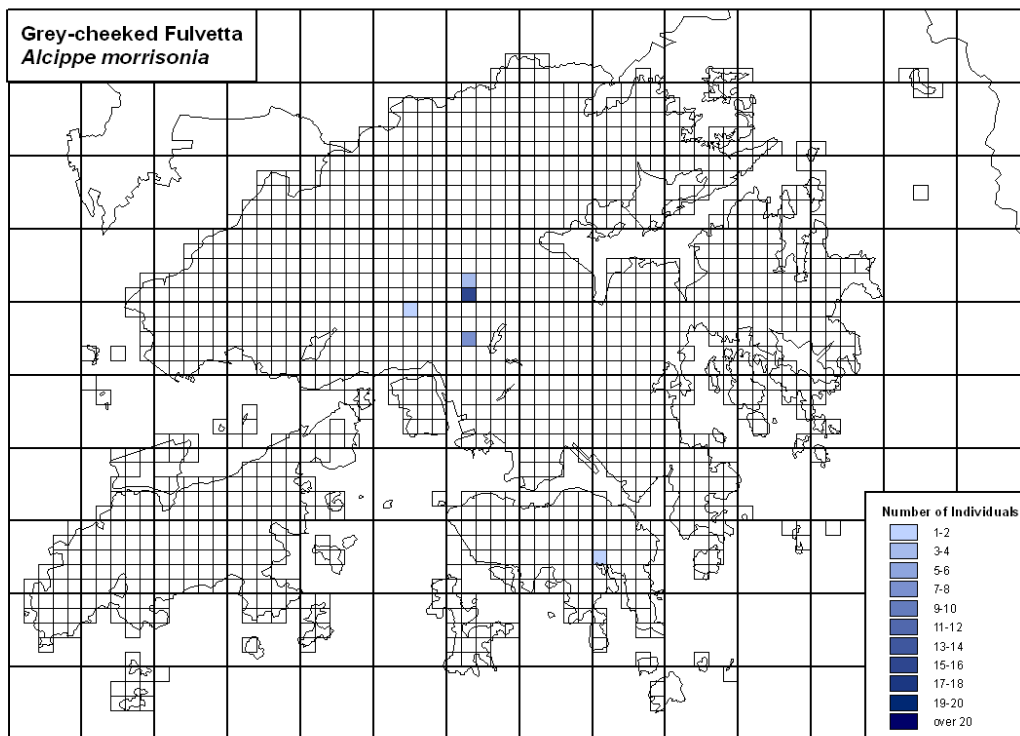 Grey-cheeked Fulvetta
Alcippe morrisonia
Number of Individuals
1-2
3-4
5-6
7-8
9-10
11-12
13-14
15-16
17-18
19-20
over 20